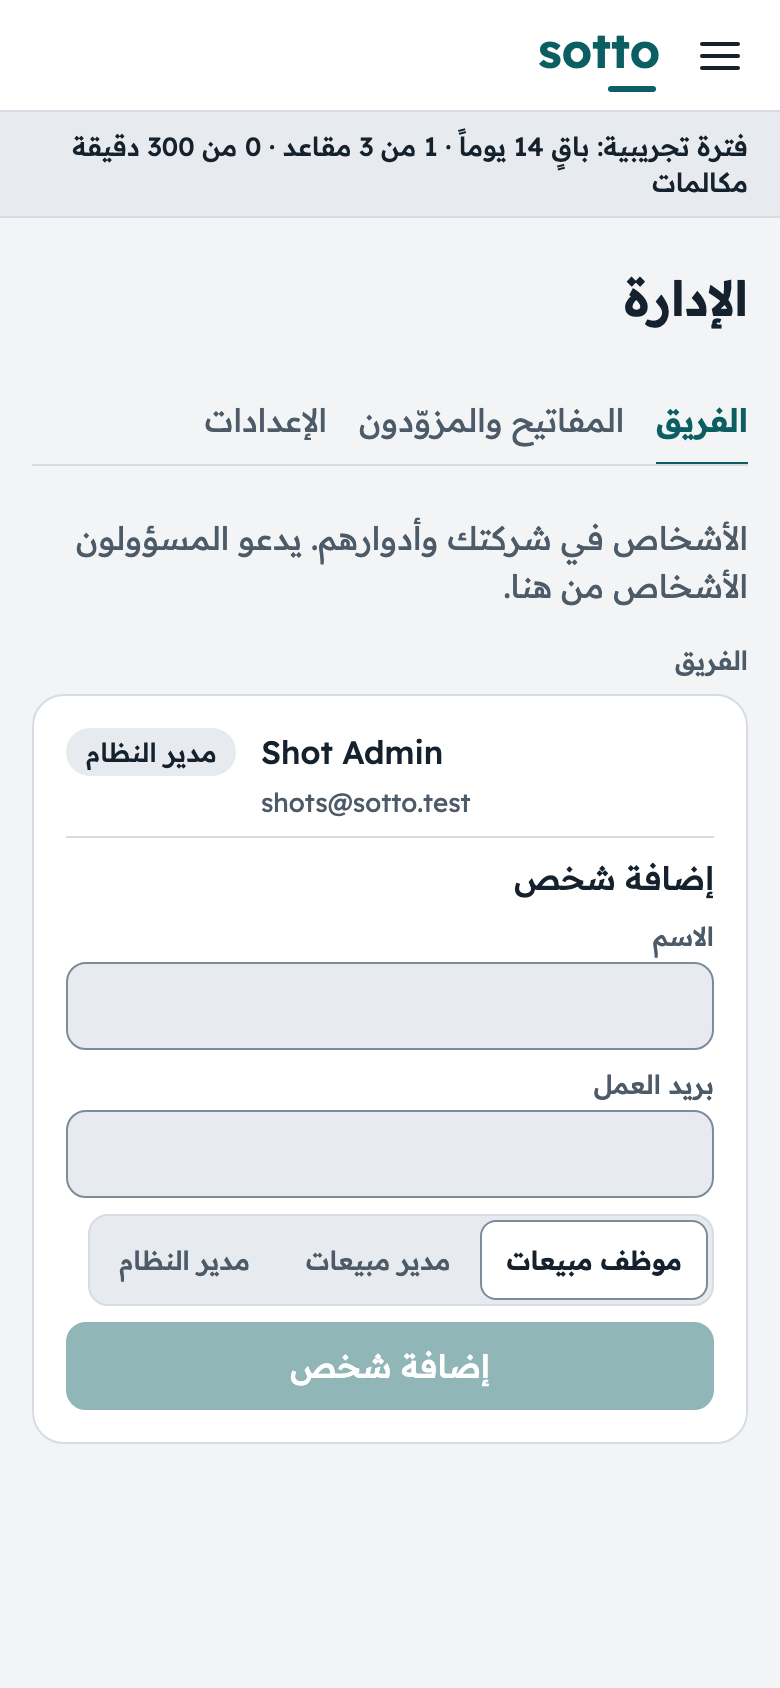 sotto
فترة تجريبية: باقٍ 14 يوماً · 1 من 3 مقاعد · 0 من 300 دقيقة
مكالمات
الإدارة
الفريق المفاتيح والمزوّدون الإعدادات
الأشخاص في شركتك وأدوارهم. يدعو المسؤولون
الأشخاص من هنا.
الفريق
Shot Admin مدير النظام
shots@sotto.test
إضافة شخص
الاسم
بريد العمل
موظف مبيعات مدير مبيعات مدير النظام
إضافة شخص